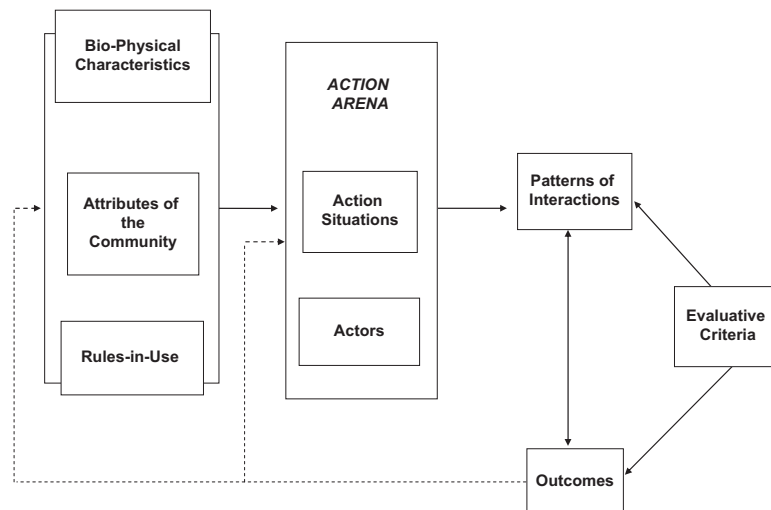 Bio-Physical
Characteristics
Attributes of
the
Community
Rules-in-Use
ACTION
ARENA
Action
Situations
Actors
Patterns of
Interactions
Evaluative
Criteria
Outcomes